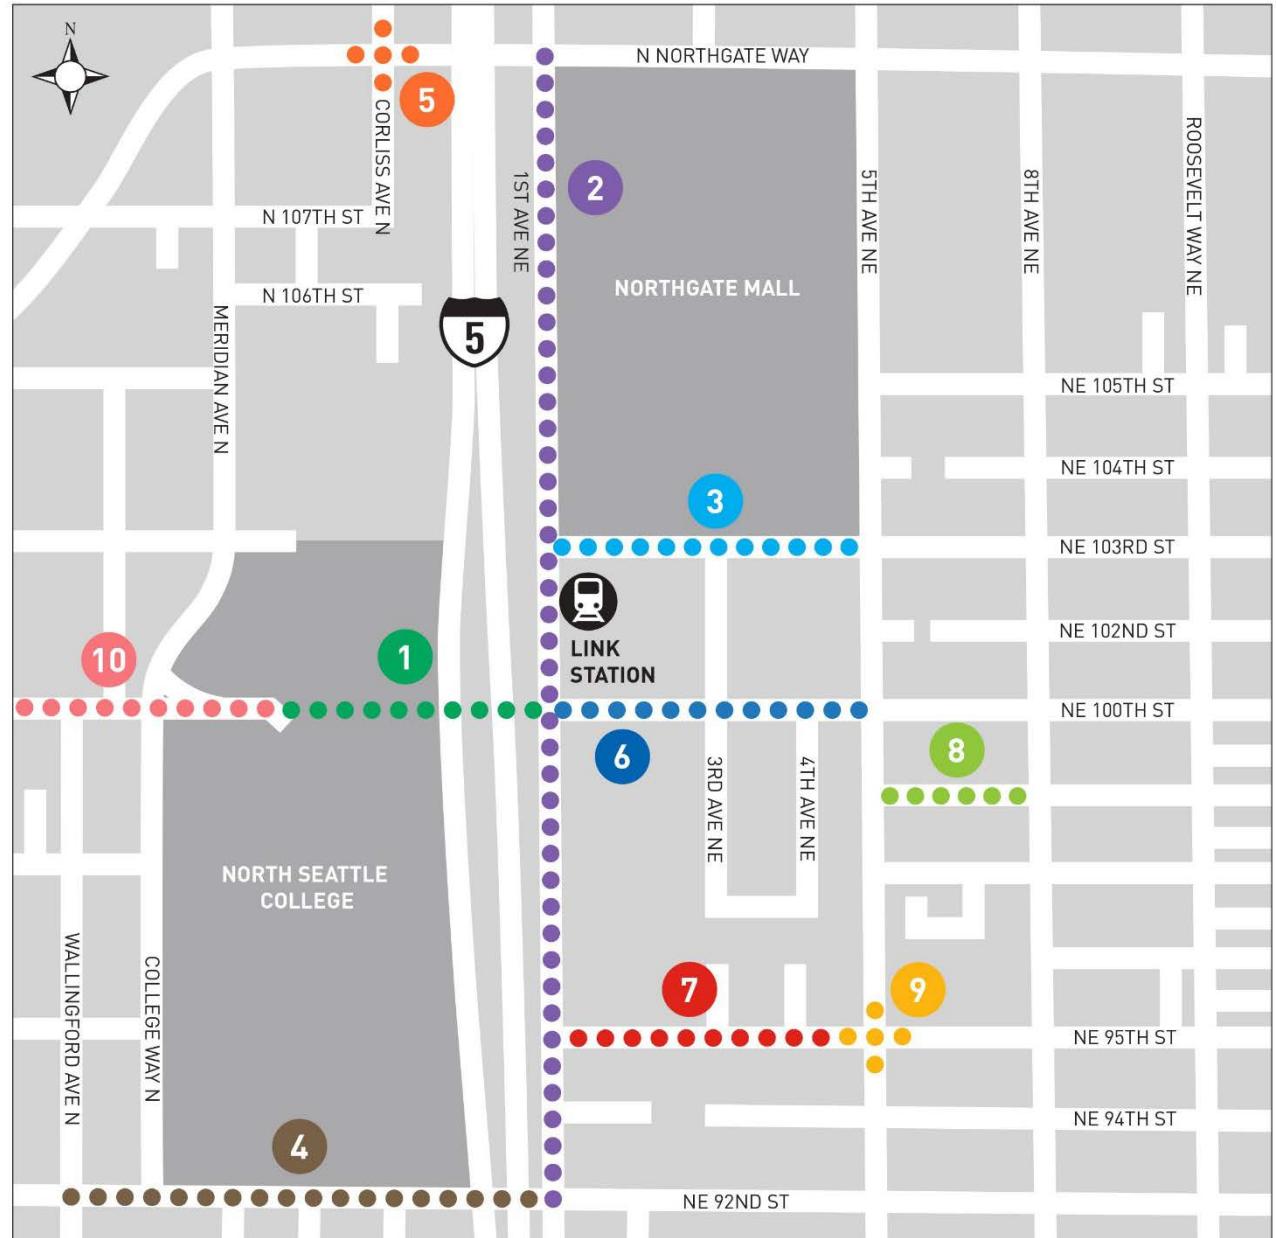 N
N NORTHGATE WAY
5
CORLISS AVE N
ROOSEVELT WAY NE
1ST AVE NE
2
5TH AVE NE
8TH AVE NE
N 107TH ST
NORTHGATE MALL
N 106TH ST
MERIDIAN AVE N
5
NE 105TH ST
NE 104TH ST
3
NE 103RD ST
LINK
STATION
NE 102ND ST
10
1
NE 100TH ST
6
8
3RD AVE NE
4TH AVE NE
NORTH SEATTLE
COLLEGE
WALLINGFORD AVE N
COLLEGE WAY N
7
9
NE 95TH ST
NE 94TH ST
4
NE 92ND ST